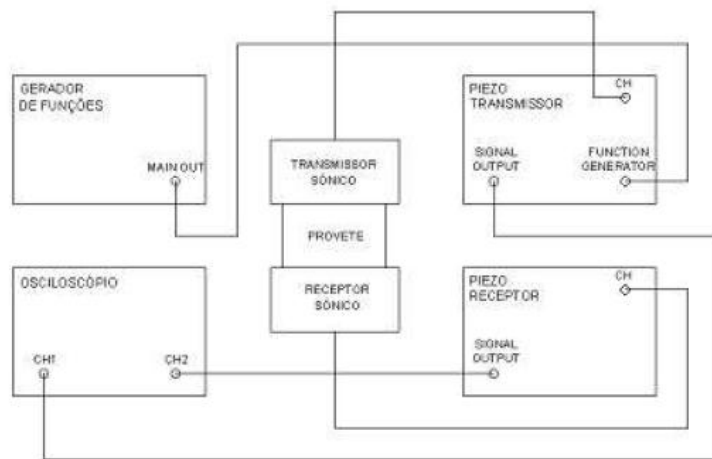 GERADOR
DE FUNÇÕES
MAIN OUT
PIEZO
TRANSMISSOR
CH
SIGNAL
OUTPUT
FUNCTION
GENERATOR
TRANSMISSOR
SÓNICO
PROVETE
RECEPTOR
SÓNICO
OSCILOSCÓPIO
CH1
CH2
PIEZO
RECEPTOR
CH
SIGNAL
OUTPUT